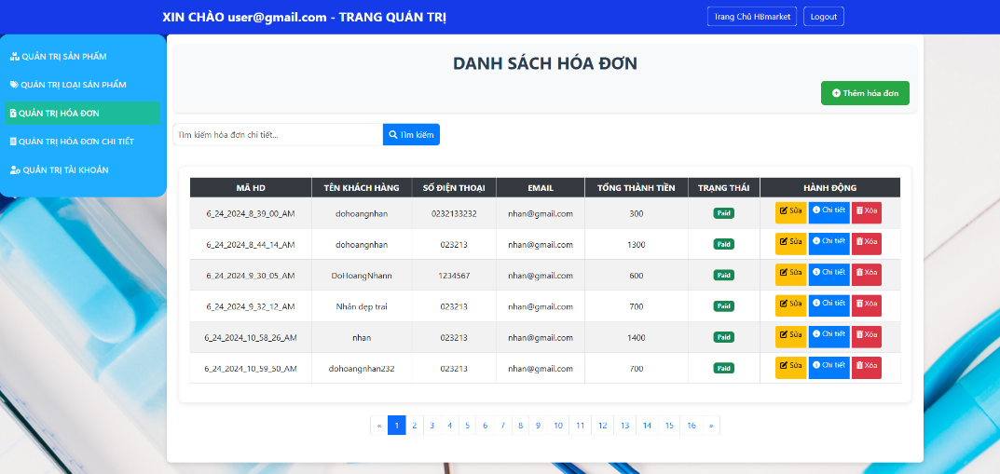 XIN CHÀO user@gmail.com - TRANG QUẢN TRỊ
Trang Chủ HBmarket
Logout
QUẢN TRỊ SẢN PHẨM
QUẢN TRỊ LOẠI SẢN PHẨM
QUẢN TRỊ HÓA ĐƠN
QUẢN TRỊ HÓA ĐƠN CHI TIẾT
QUẢN TRỊ TÀI KHOẢN
DANH SÁCH HÓA ĐƠN
Thêm hóa đơn
Tìm kiếm hóa đơn chi tiết... Tìm kiếm
MÃ HD TÊN KHÁCH HÀNG SỐ ĐIỆN THOẠI EMAIL TỔNG THÀNH TIỀN TRẠNG THÁI HÀNH ĐỘNG
6_24_2024_8_39_00_AM dohoangnhan 0232133232 nhan@gmail.com 300 Paid Sửa Chi tiết Xóa
6_24_2024_8_44_14_AM dohoangnhan 023213 nhan@gmail.com 1300 Paid Sửa Chi tiết Xóa
6_24_2024_9_30_05_AM DoHoangNhann 1234567 nhan@gmail.com 600 Paid Sửa Chi tiết Xóa
6_24_2024_9_32_12_AM Nhân dẹp trai 023213 nhan@gmail.com 700 Paid Sửa Chi tiết Xóa
6_24_2024_10_58_26_AM nhan 023213 nhan@gmail.com 1400 Paid Sửa Chi tiết Xóa
6_24_2024_10_59_50_AM dohoangnhan232 023213 nhan@gmail.com 700 Paid Sửa Chi tiết Xóa
« 1 2 3 4 5 6 7 8 9 10 11 12 13 14 15 16 »